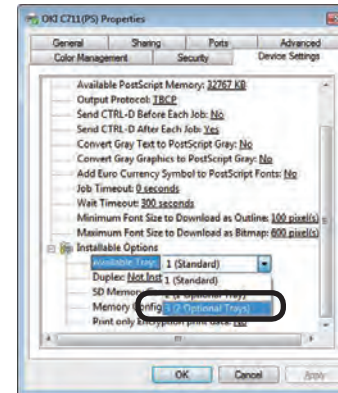 OKI C711(PS) Properties
General Sharing Ports Advanced
Color Management Security Device Settings
Available PostScript Memory: 32767 KB
Output Protocol: TBCP
Send CTRL-D Before Each Job: No
Send CTRL-D After Each Job: Yes
Convert Gray Text to PostScript Gray: No
Convert Gray Graphics to PostScript Gray: No
Add Euro Currency Symbol to PostScript Fonts: No
Job Timeout: 0 seconds
Wait Timeout: 300 seconds
Minimum Font Size to Download as Outline: 100 pixel(s)
Maximum Font Size to Download as Bitmap: 600 pixel(s)
Installable Options
Available Tray: 1 (Standard)
Duplex: Not Inst 1 (Standard)
SD Memory
Memory Config 3 (2 Optional Trays)
Print only Encryption print data: No
OK Cancel Apply